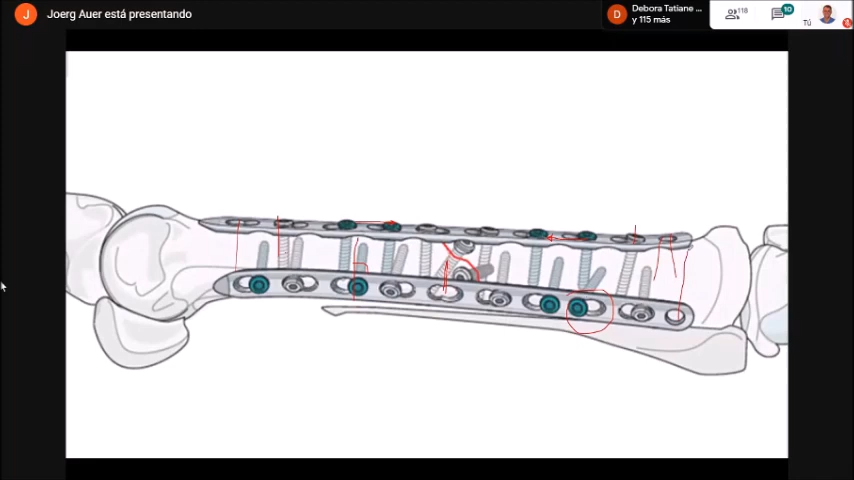 J
Joerg Auer está presentando
D
Debora Tatiane ...
y 115 más
118
10
Tú